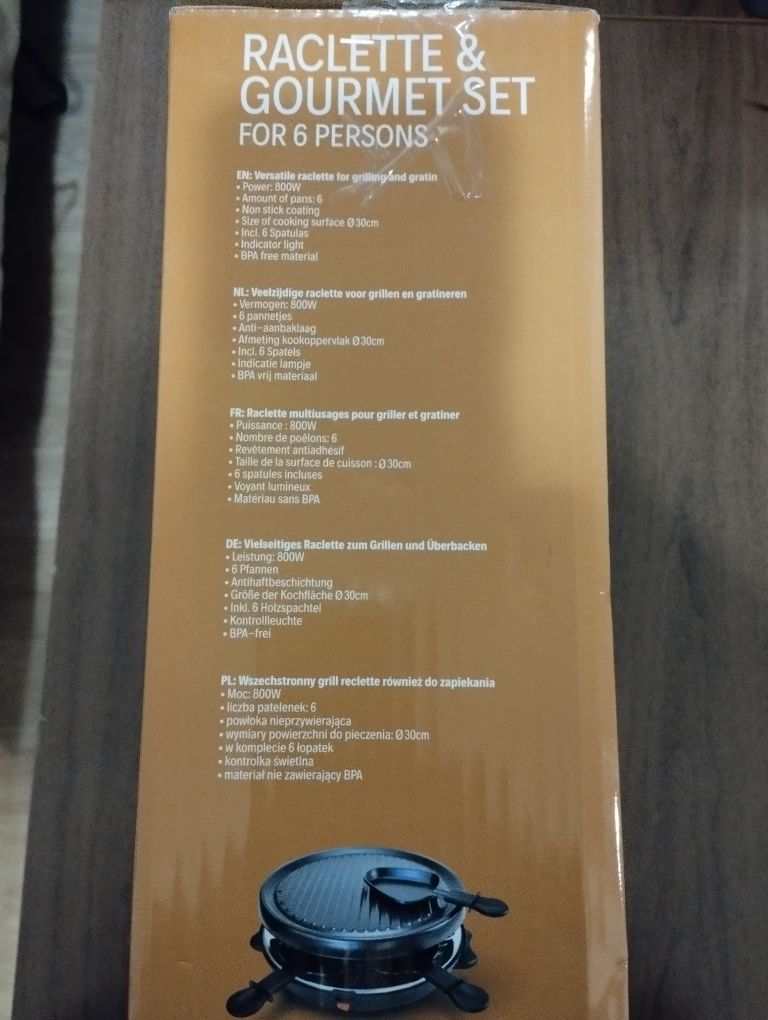 RACLETTE &
GOURMET SET
FOR 6 PERSONS
EN: Versatile raclette for grilling and gratin
• Power: 800W
• Amount of pans: 6
• Non stick coating
• Size of cooking surface Ø30cm
• Incl. 6 Spatulas
• Indicator light
• BPA free material
NL: Veelzijdige raclette voor grillen en gratineren
• Vermogen: 800W
• 6 pannetjes
• Anti-aanbaklaag
• Afmeting kookoppervlak Ø30cm
• Incl. 6 Spatels
• Indicatie lampje
• BPA vrij materiaal
FR: Raclette multiusages pour griller et gratiner
• Puissance : 800W
• Nombre de poêlons: 6
• Revêtement antiadhésif
• Taille de la surface de cuisson : Ø30cm
• 6 spatules incluses
• Voyant lumineux
• Matériau sans BPA
DE: Vielseitiges Raclette zum Grillen und Überbacken
• Leistung: 800W
• 6 Pfannen
• Antihaftbeschichtung
• Größe der Kochfläche Ø30cm
• Inkl. 6 Holzspachtel
• Kontrollleuchte
• BPA-frei
PL: Wszechstronny grill reclette również do zapiekania
• Moc: 800W
• liczba patelenek: 6
• powłoka nieprzywierająca
• wymiary powierzchni do pieczenia: Ø30cm
• w komplecie 6 łopatek
• kontrolka świetlna
• materiał nie zawierający BPA